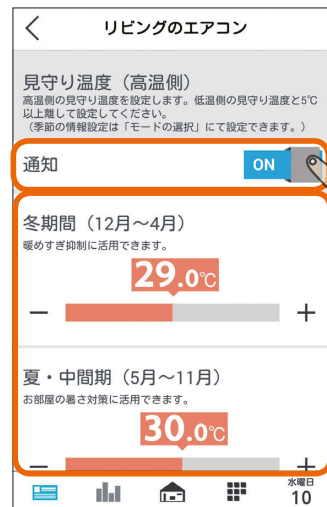 リビングのエアコン
見守り温度（高温側）
高温側の見守り温度を設定します。低温側の見守り温度と5℃
以上離して設定してください。
（季節の情報設定は「モードの選択」にて設定できます。）
通知
ON
冬期間（12月～4月）
暖めすぎ抑制に活用できます。
29.0℃
－ ＋
夏・中間期（5月～11月）
お部屋の暑さ対策に活用できます。
30.0℃
－ ＋
水曜日
10